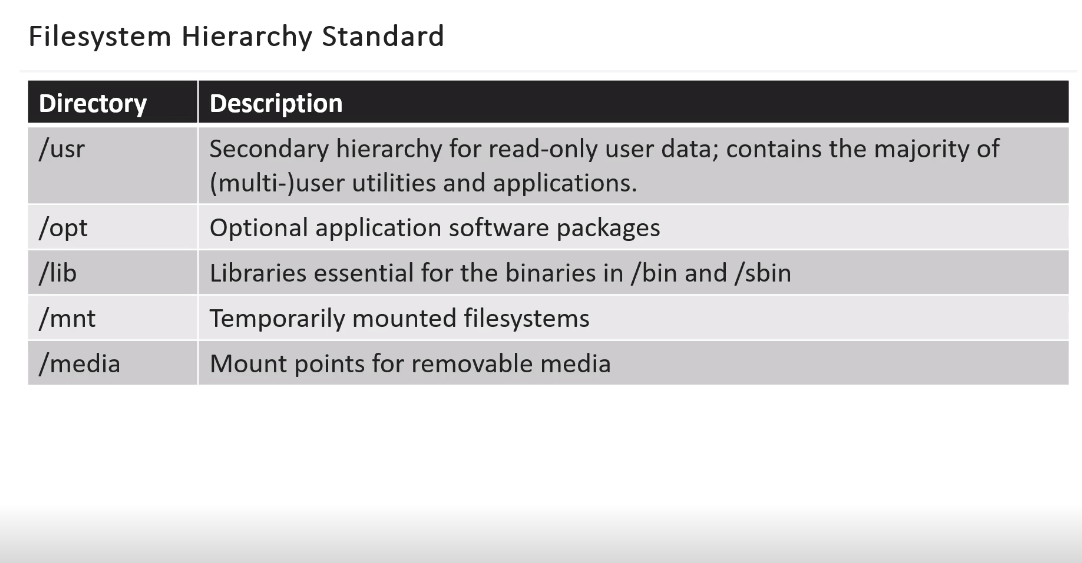 Filesystem Hierarchy Standard
Directory Description
/usr Secondary hierarchy for read-only user data; contains the majority of
(multi-)user utilities and applications.
/opt Optional application software packages
/lib Libraries essential for the binaries in /bin and /sbin
/mnt Temporarily mounted filesystems
/media Mount points for removable media